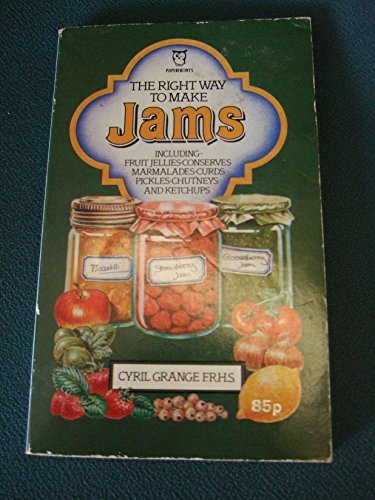 PAPERFRONTS
THE RIGHT WAY
TO MAKE
Jams
INCLUDING-
FRUIT JELLIES·CONSERVES
MARMALADES·CURDS
PICKLES·CHUTNEYS
AND KETCHUPS
Piccalilli
Strawberry
Jam
Gooseberry
Jam
CYRIL GRANGE F.R.H.S.
85p